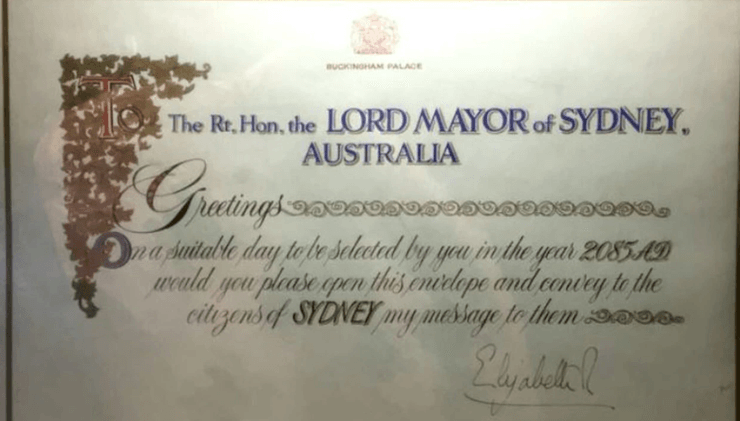 BUCKINGHAM PALACE
To The Rt. Hon. the LORD MAYOR of SYDNEY,
AUSTRALIA
Greetings
On a suitable day to be selected by you in the year 2085 A.D.
would you please open this envelope and convey to the
citizens of SYDNEY my message to them
Elizabeth R